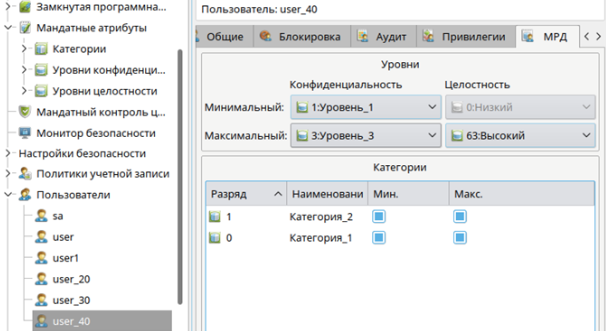 Замкнутая программна...
Мандатные атрибуты
Категории
Уровни конфиденци...
Уровни целостности
Мандатный контроль ц...
Монитор безопасности
Настройки безопасности
Политики учетной записи
Пользователи
sa
user
user1
user_20
user_30
user_40
Пользователь: user_40
Общие Блокировка Аудит Привилегии МРД
Уровни
Конфиденциальность Целостность
Минимальный: 1:Уровень_1 0:Низкий
Максимальный: 3:Уровень_3 63:Высокий
Категории
Разряд Наименовани Мин. Макс.
1 Категория_2
0 Категория_1